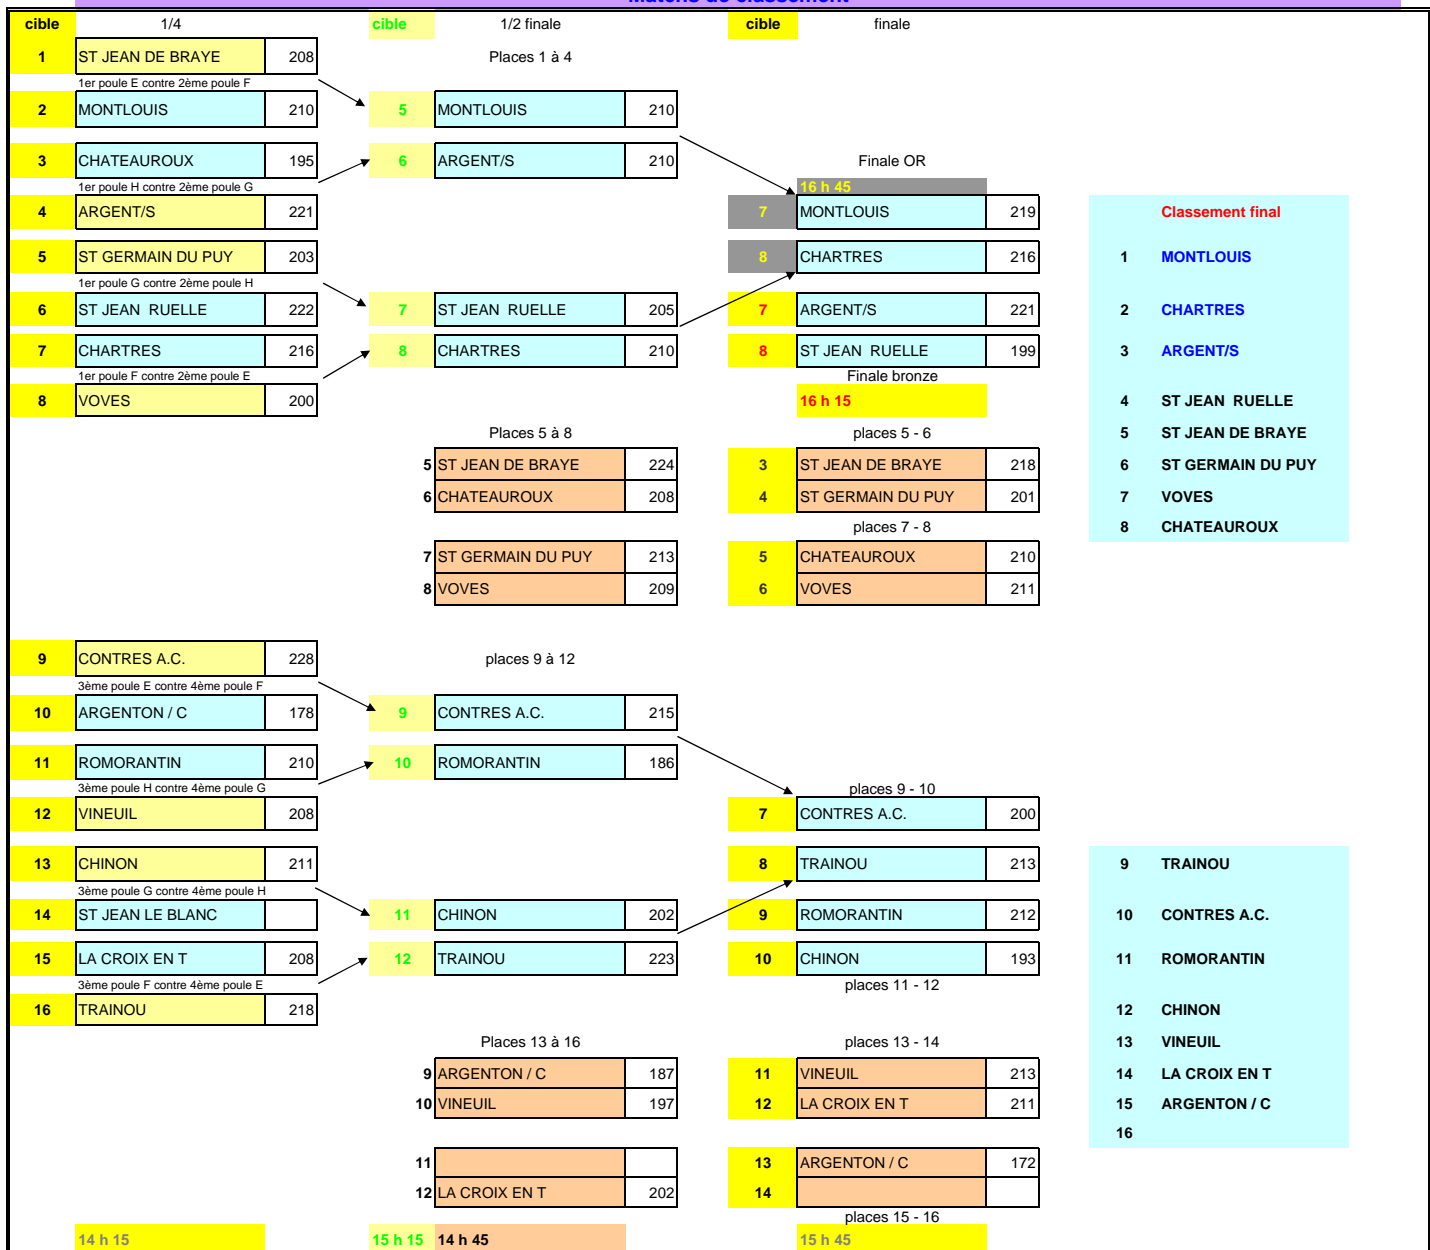 Matchs de classement
cible 1/4 cible 1/2 finale cible finale
1 ST JEAN DE BRAYE 208 Places 1 à 4
1er poule E contre 2ème poule F
2 MONTLOUIS 210 5 MONTLOUIS 210
3 CHATEAUROUX 195 6 ARGENT/S 210 Finale OR
1er poule H contre 2ème poule G 16 h 45
4 ARGENT/S 221 7 MONTLOUIS 219 Classement final
5 ST GERMAIN DU PUY 203 8 CHARTRES 216 1 MONTLOUIS
1er poule G contre 2ème poule H
6 ST JEAN RUELLE 222 7 ST JEAN RUELLE 205 7 ARGENT/S 221 2 CHARTRES
7 CHARTRES 216 8 CHARTRES 210 8 ST JEAN RUELLE 199 3 ARGENT/S
1er poule F contre 2ème poule E Finale bronze
8 VOVES 200 16 h 15 4 ST JEAN RUELLE
Places 5 à 8 places 5 - 6 5 ST JEAN DE BRAYE
5 ST JEAN DE BRAYE 224 3 ST JEAN DE BRAYE 218 6 ST GERMAIN DU PUY
6 CHATEAUROUX 208 4 ST GERMAIN DU PUY 201 7 VOVES
places 7 - 8 8 CHATEAUROUX
7 ST GERMAIN DU PUY 213 5 CHATEAUROUX 210
8 VOVES 209 6 VOVES 211
9 CONTRES A.C. 228 places 9 à 12
3ème poule E contre 4ème poule F
10 ARGENTON / C 178 9 CONTRES A.C. 215
11 ROMORANTIN 210 10 ROMORANTIN 186
3ème poule H contre 4ème poule G places 9 - 10
12 VINEUIL 208 7 CONTRES A.C. 200
13 CHINON 211 8 TRAINOU 213 9 TRAINOU
3ème poule G contre 4ème poule H
14 ST JEAN LE BLANC 11 CHINON 202 9 ROMORANTIN 212 10 CONTRES A.C.
15 LA CROIX EN T 208 12 TRAINOU 223 10 CHINON 193 11 ROMORANTIN
3ème poule F contre 4ème poule E places 11 - 12
16 TRAINOU 218 12 CHINON
Places 13 à 16 places 13 - 14 13 VINEUIL
9 ARGENTON / C 187 11 VINEUIL 213 14 LA CROIX EN T
10 VINEUIL 197 12 LA CROIX EN T 211 15 ARGENTON / C
16
11 13 ARGENTON / C 172
12 LA CROIX EN T 202 14
places 15 - 16
14 h 15 15 h 15 14 h 45 15 h 45